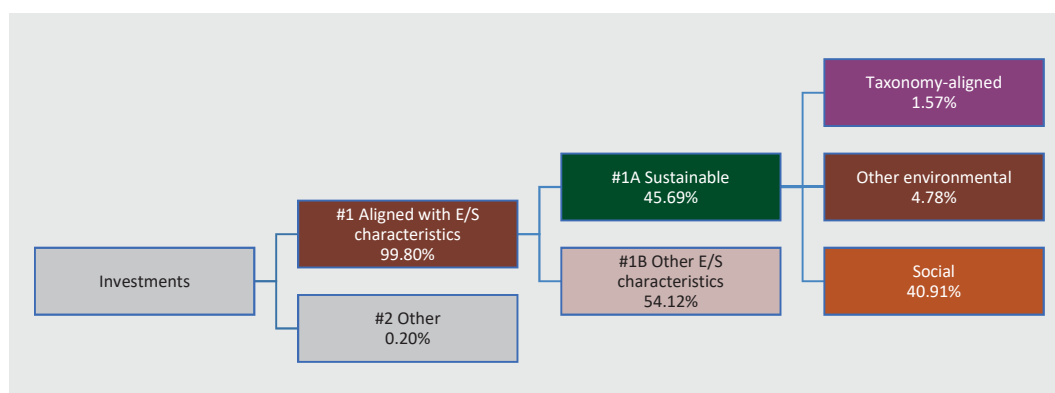 Investments
#1 Aligned with E/S
characteristics
99.80%
#2 Other
0.20%
#1A Sustainable
45.69%
#1B Other E/S
characteristics
54.12%
Taxonomy-aligned
1.57%
Other environmental
4.78%
Social
40.91%